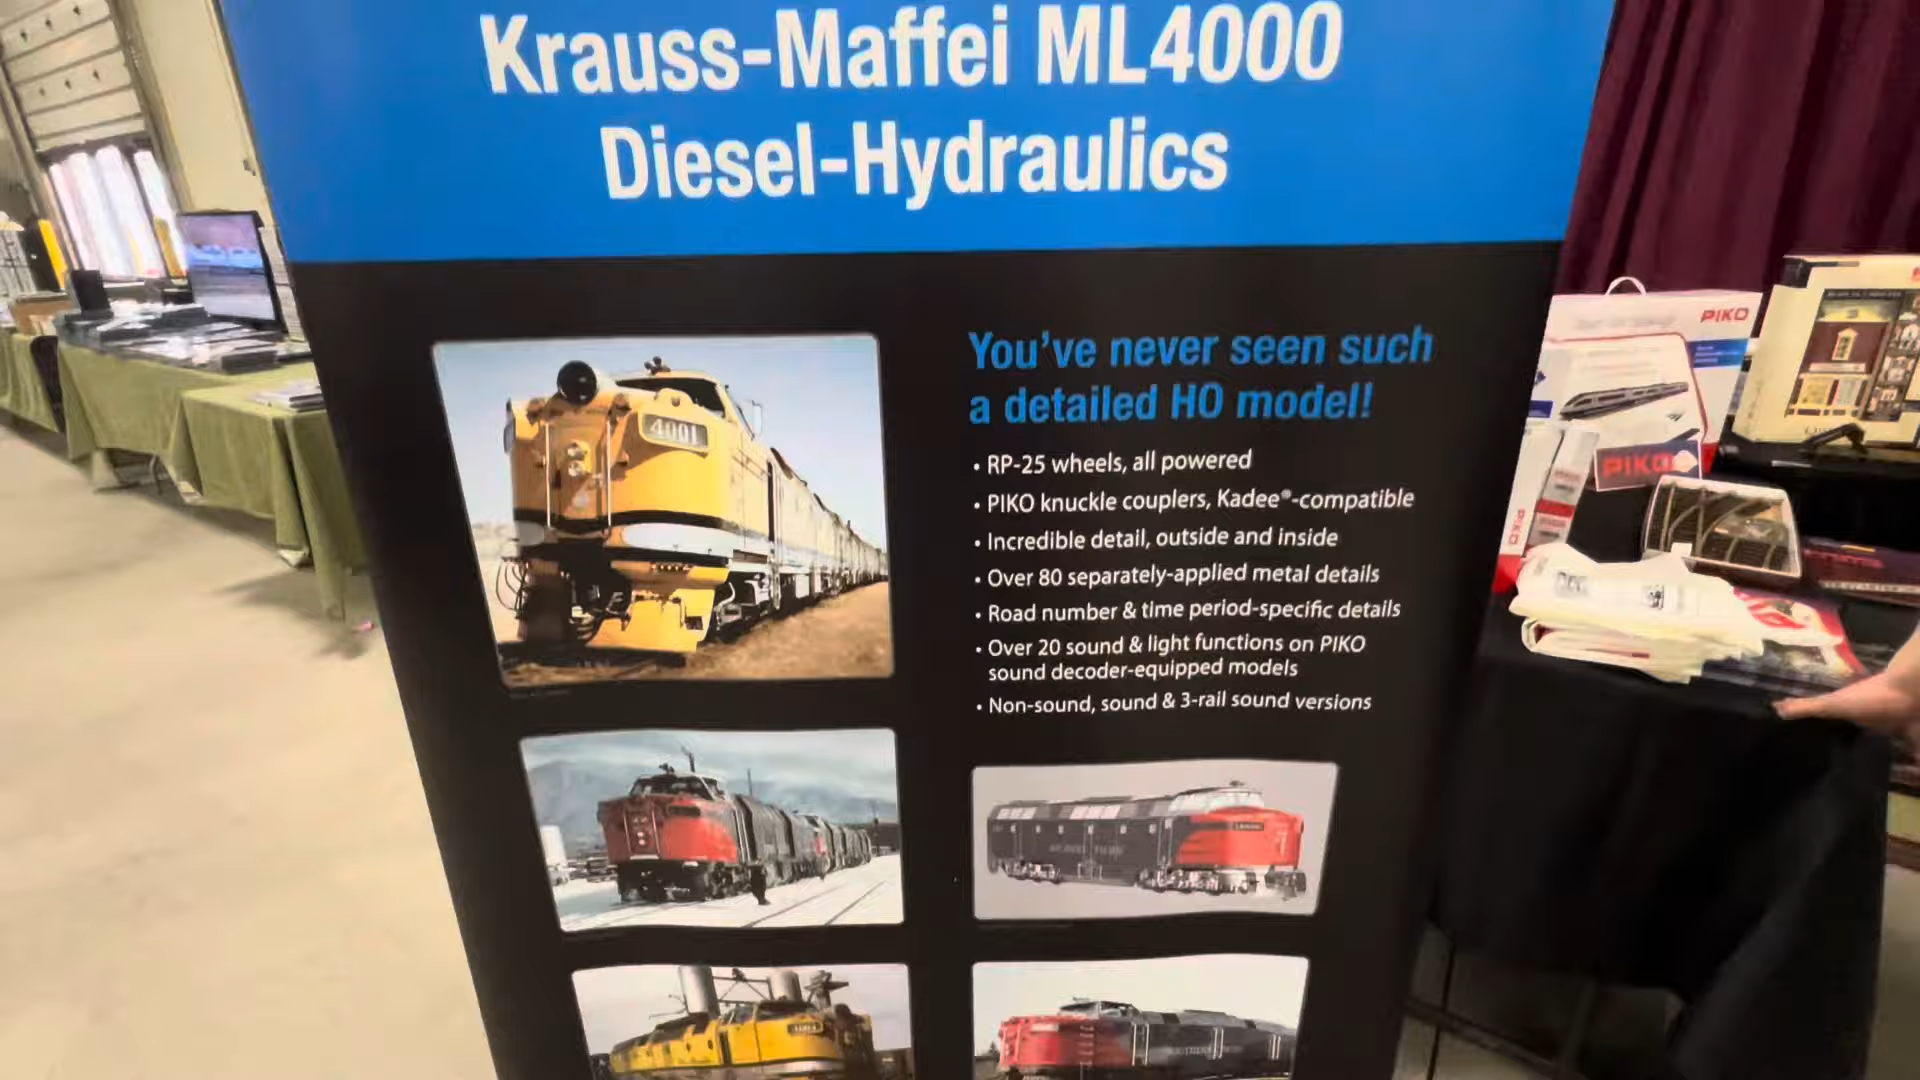 Krauss-Maffei ML4000
Diesel-Hydraulics
4001
You've never seen such
a detailed HO model!
• RP-25 wheels, all powered
• PIKO knuckle couplers, Kadee®-compatible
• Incredible detail, outside and inside
• Over 80 separately-applied metal details
• Road number & time period-specific details
• Over 20 sound & light functions on PIKO
sound decoder-equipped models
• Non-sound, sound & 3-rail sound versions
PIKO
PIKO
PIKO